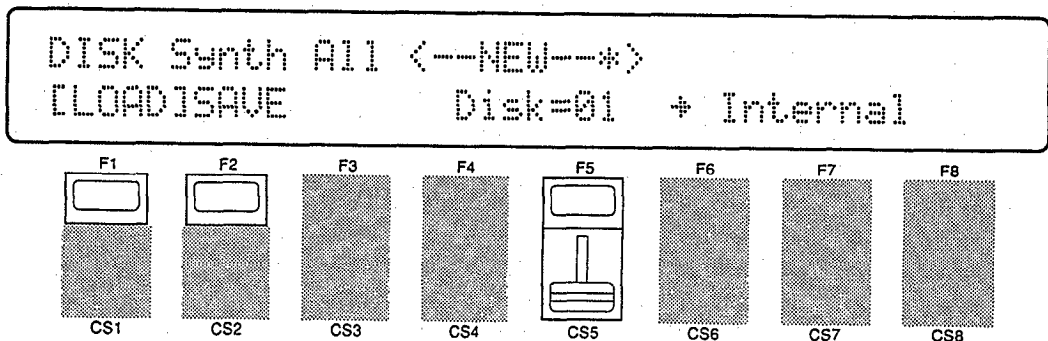 DISK Synth All <--NEW--*>
[LOAD]SAVE Disk=01 → Internal
F1 F2 F3 F4 F5 F6 F7 F8
CS1 CS2 CS3 CS4 CS5 CS6 CS7 CS8